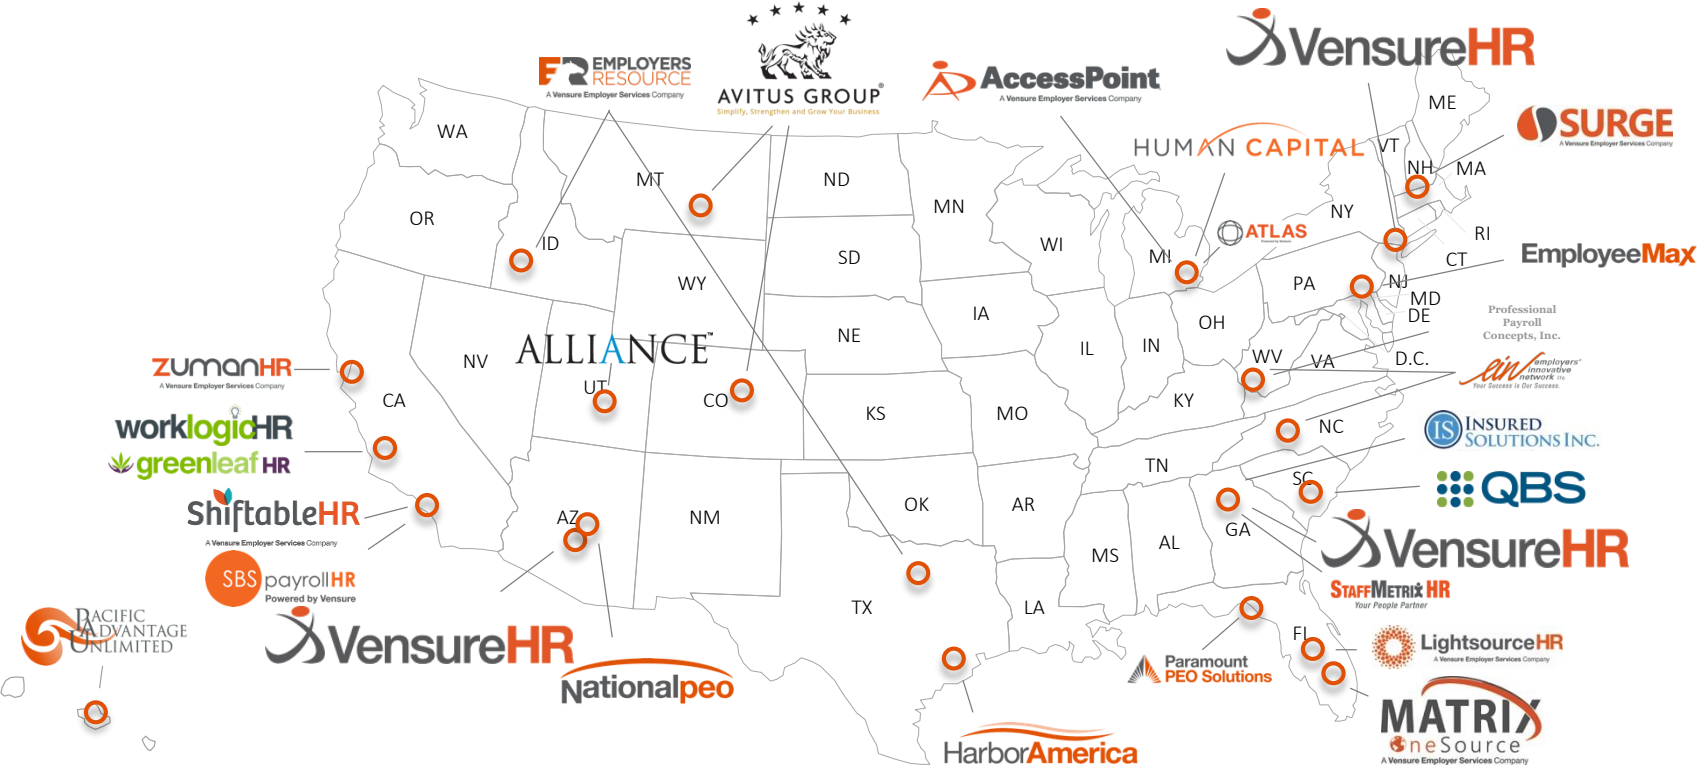 VensureHR
EMPLOYERS
RESOURCE
A Vensure Employer Services Company
AVITUS GROUP®
Simplify, Strengthen and Grow Your Business
AccessPoint
A Vensure Employer Services Company
HUMAN CAPITAL
SURGE
A Vensure Employer Services Company
ATLAS
EmployeeMax
Professional
Payroll
Concepts, Inc.
ein employers'
innovative
network llc
Your Success is Our Success.
IS INSURED
SOLUTIONS INC.
QBS
VensureHR
STAFFMETRIX HR
Your People Partner
LightsourceHR
A Vensure Employer Services Company
MATRIX
OneSource
A Vensure Employer Services Company
Paramount
PEO Solutions
HarborAmerica
Nationalpeo
VensureHR
PACIFIC
ADVANTAGE
UNLIMITED
SBS payrollHR
Powered by Vensure
ShiftableHR
A Vensure Employer Services Company
greenleaf HR
worklogicHR
ZUMANHR
A Vensure Employer Services Company
ALLIANCE™
WA
OR
ID
MT
ND
MN
SD
WY
WI
MI
NY
VT
NH
ME
MA
RI
CT
NJ
MD
DE
D.C.
PA
OH
IN
IL
IA
NE
NV
UT
CO
CA
KS
MO
KY
WV
VA
NC
TN
SC
GA
AL
MS
AR
OK
NM
AZ
TX
LA
FL